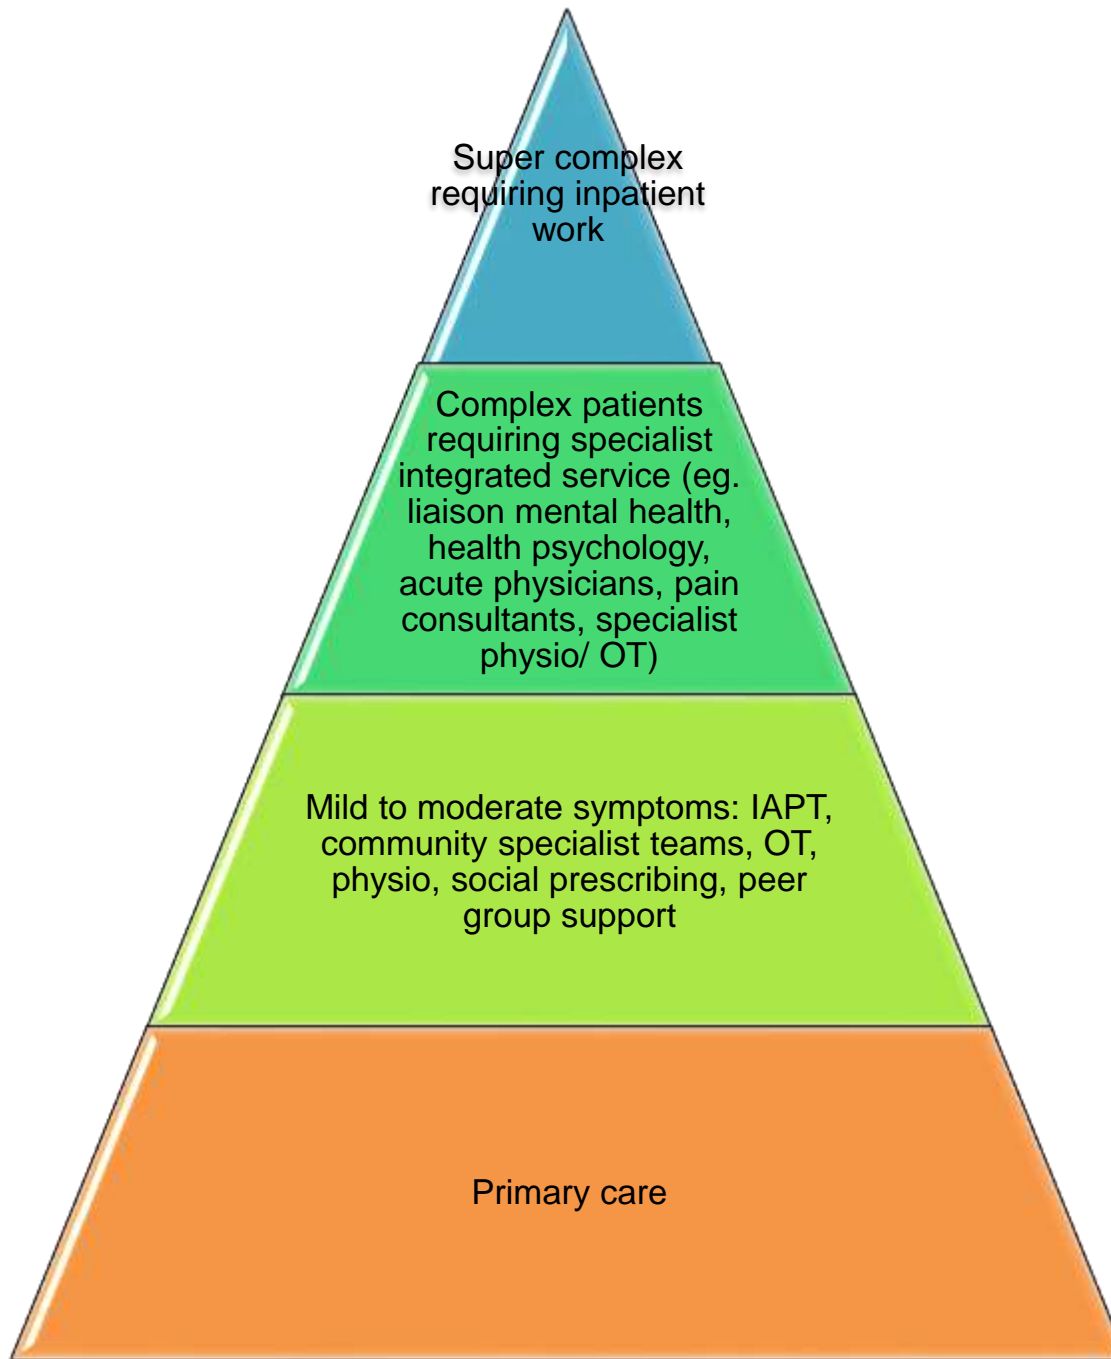 Super complex
requiring inpatient
work
Complex patients
requiring specialist
integrated service (eg.
liaison mental health,
health psychology,
acute physicians, pain
consultants, specialist
physio/ OT)
Mild to moderate symptoms: IAPT,
community specialist teams, OT,
physio, social prescribing, peer
group support
Primary care